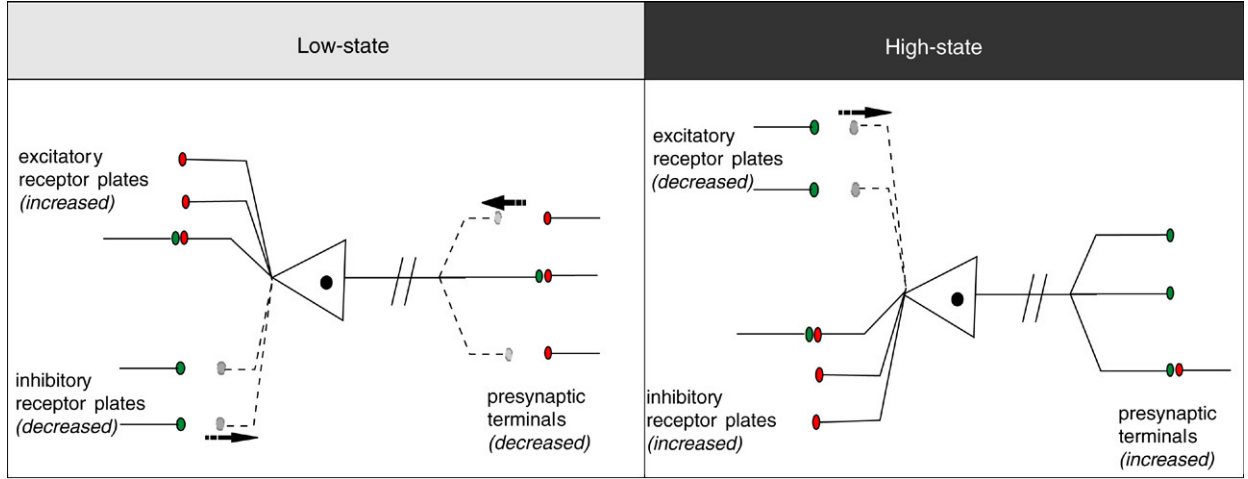 Low-state
High-state
excitatory
receptor plates
(increased)
inhibitory
receptor plates
(decreased)
presynaptic
terminals
(decreased)
excitatory
receptor plates
(decreased)
inhibitory
receptor plates
(increased)
presynaptic
terminals
(increased)